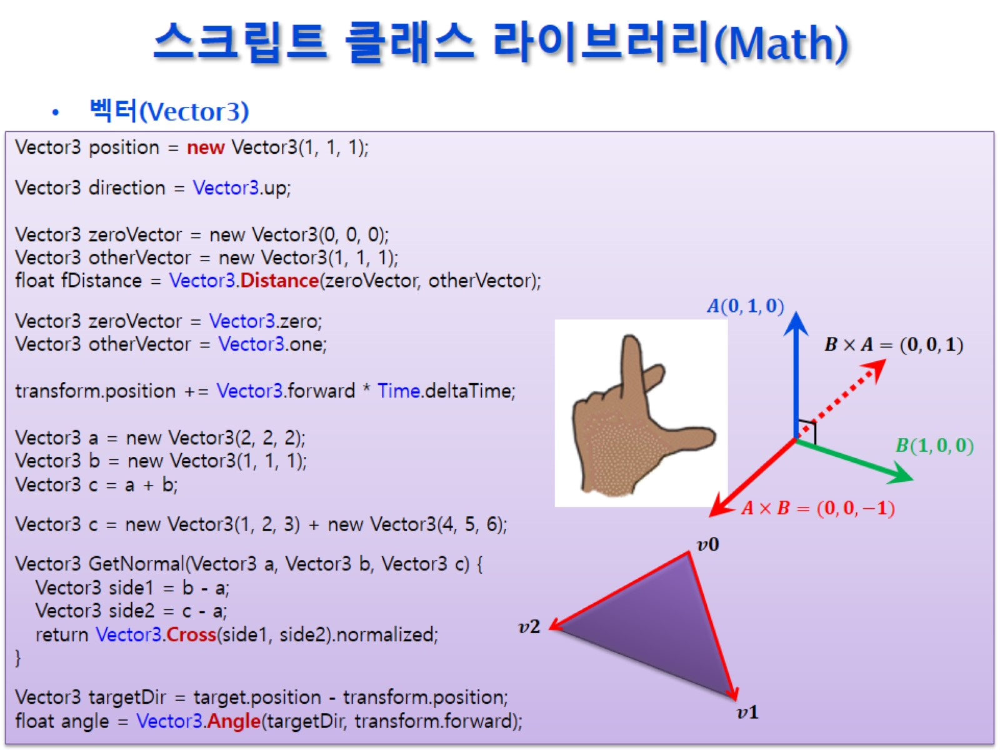 스크립트 클래스 라이브러리(Math)
• 벡터(Vector3)
Vector3 position = new Vector3(1, 1, 1);
Vector3 direction = Vector3.up;
Vector3 zeroVector = new Vector3(0, 0, 0);
Vector3 otherVector = new Vector3(1, 1, 1);
float fDistance = Vector3.Distance(zeroVector, otherVector);
Vector3 zeroVector = Vector3.zero;
Vector3 otherVector = Vector3.one;
transform.position += Vector3.forward * Time.deltaTime;
Vector3 a = new Vector3(2, 2, 2);
Vector3 b = new Vector3(1, 1, 1);
Vector3 c = a + b;
Vector3 c = new Vector3(1, 2, 3) + new Vector3(4, 5, 6);
Vector3 GetNormal(Vector3 a, Vector3 b, Vector3 c) {
Vector3 side1 = b - a;
Vector3 side2 = c - a;
return Vector3.Cross(side1, side2).normalized;
}
Vector3 targetDir = target.position - transform.position;
float angle = Vector3.Angle(targetDir, transform.forward);
A(0, 1, 0)
B × A = (0, 0, 1)
B(1, 0, 0)
A × B = (0, 0, −1)
v0
v2
v1